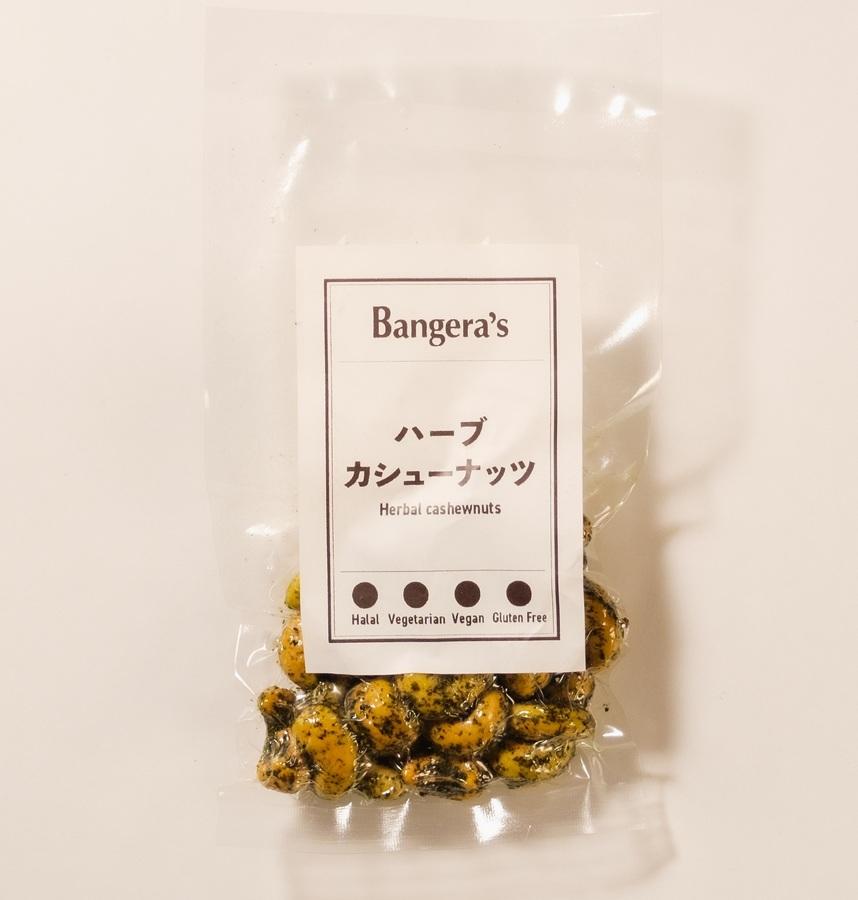 Bangera's
ハーブ
カシューナッツ
Herbal cashewnuts
Halal Vegetarian Vegan Gluten Free